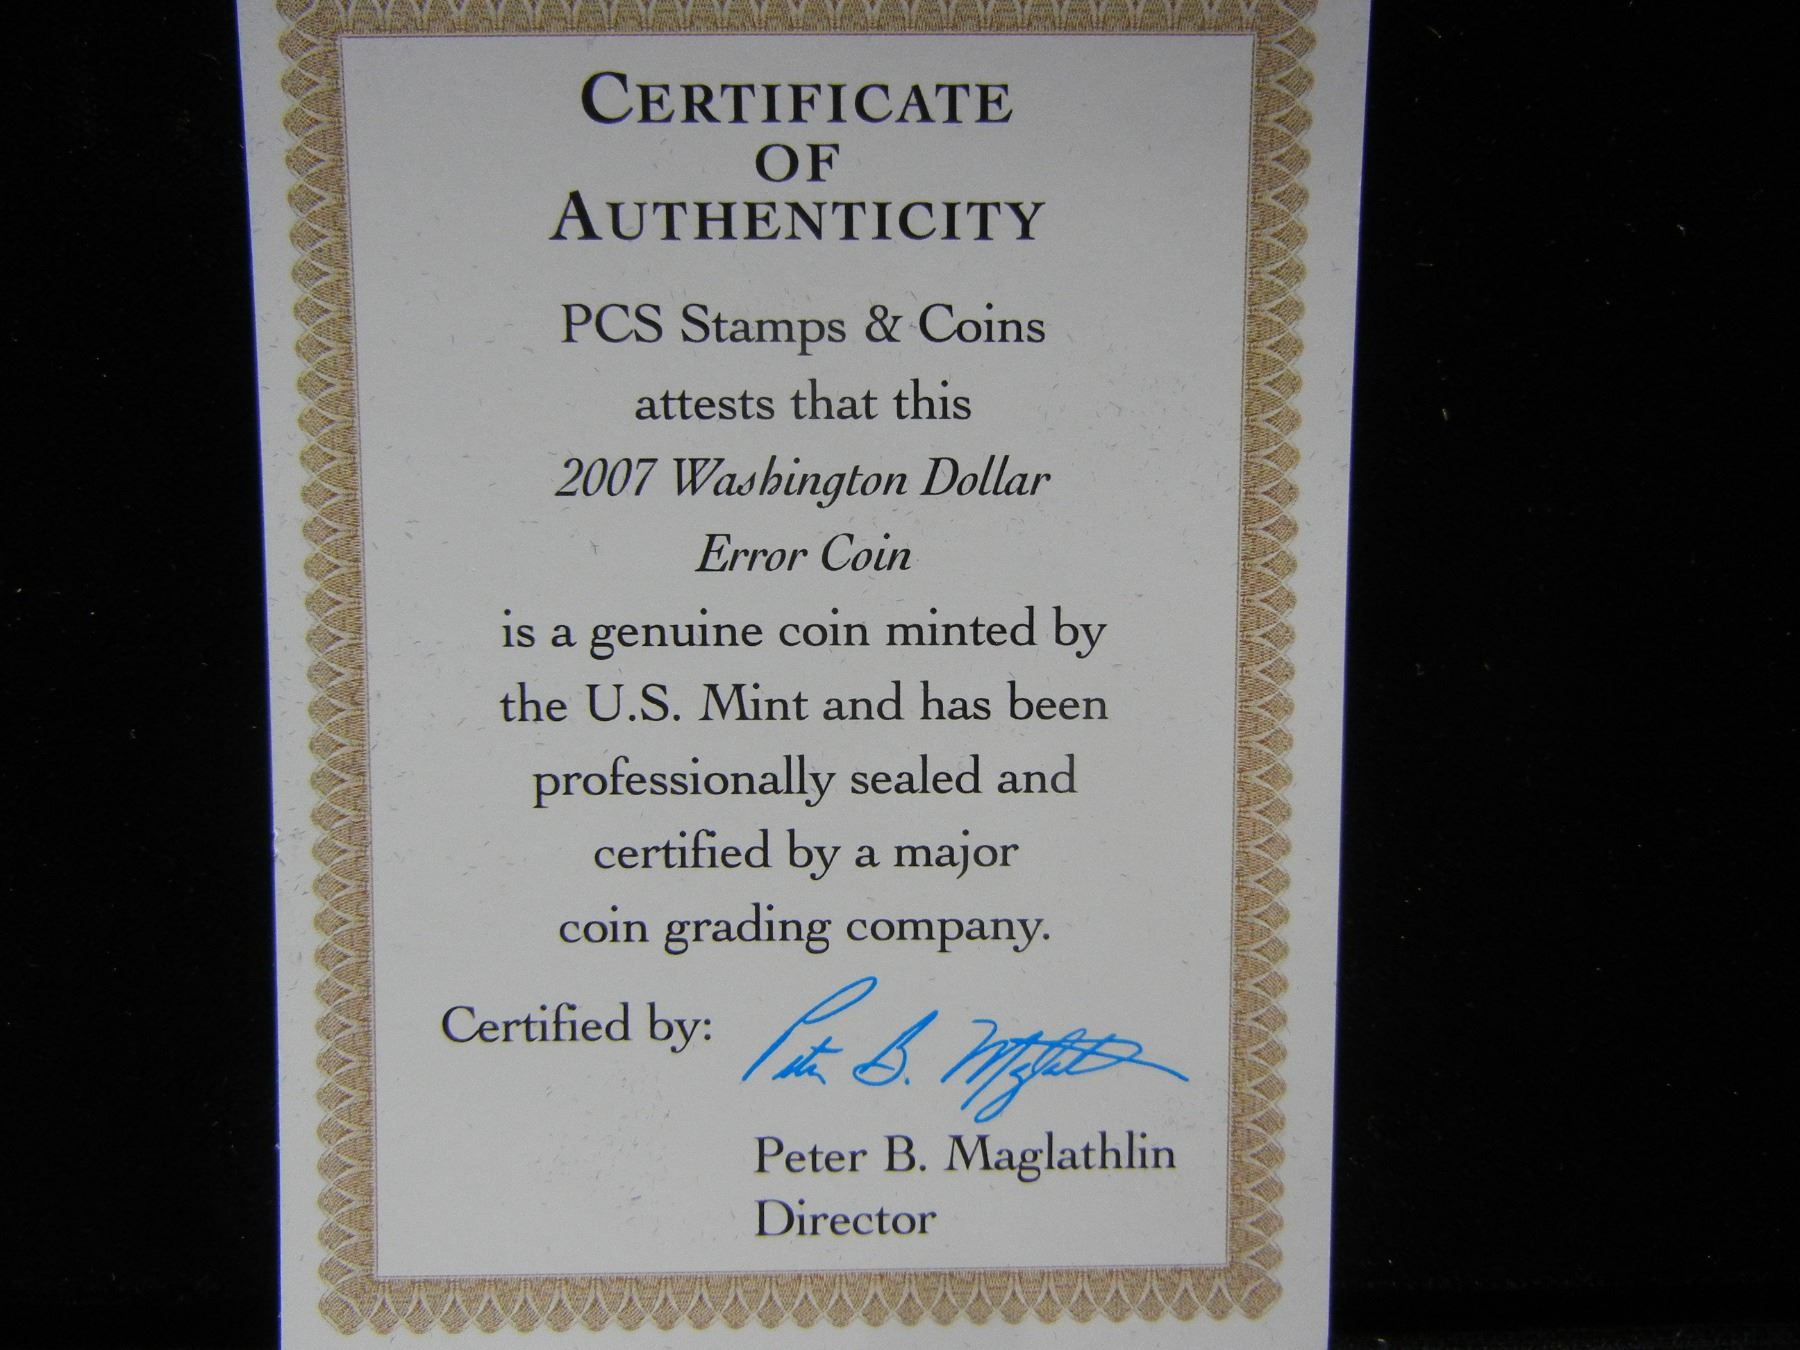 CERTIFICATE
OF
AUTHENTICITY
PCS Stamps & Coins
attests that this
2007 Washington Dollar
Error Coin
is a genuine coin minted by
the U.S. Mint and has been
professionally sealed and
certified by a major
coin grading company.
Certified by: Peter B. Maglathlin
Peter B. Maglathlin
Director